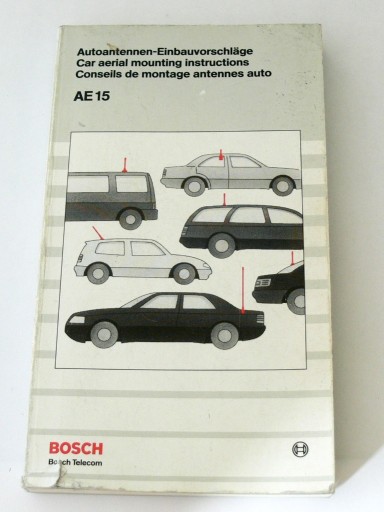 Autoantennen-Einbauvorschläge
Car aerial mounting instructions
Conseils de montage antennes auto
AE 15
BOSCH
Bosch Telecom